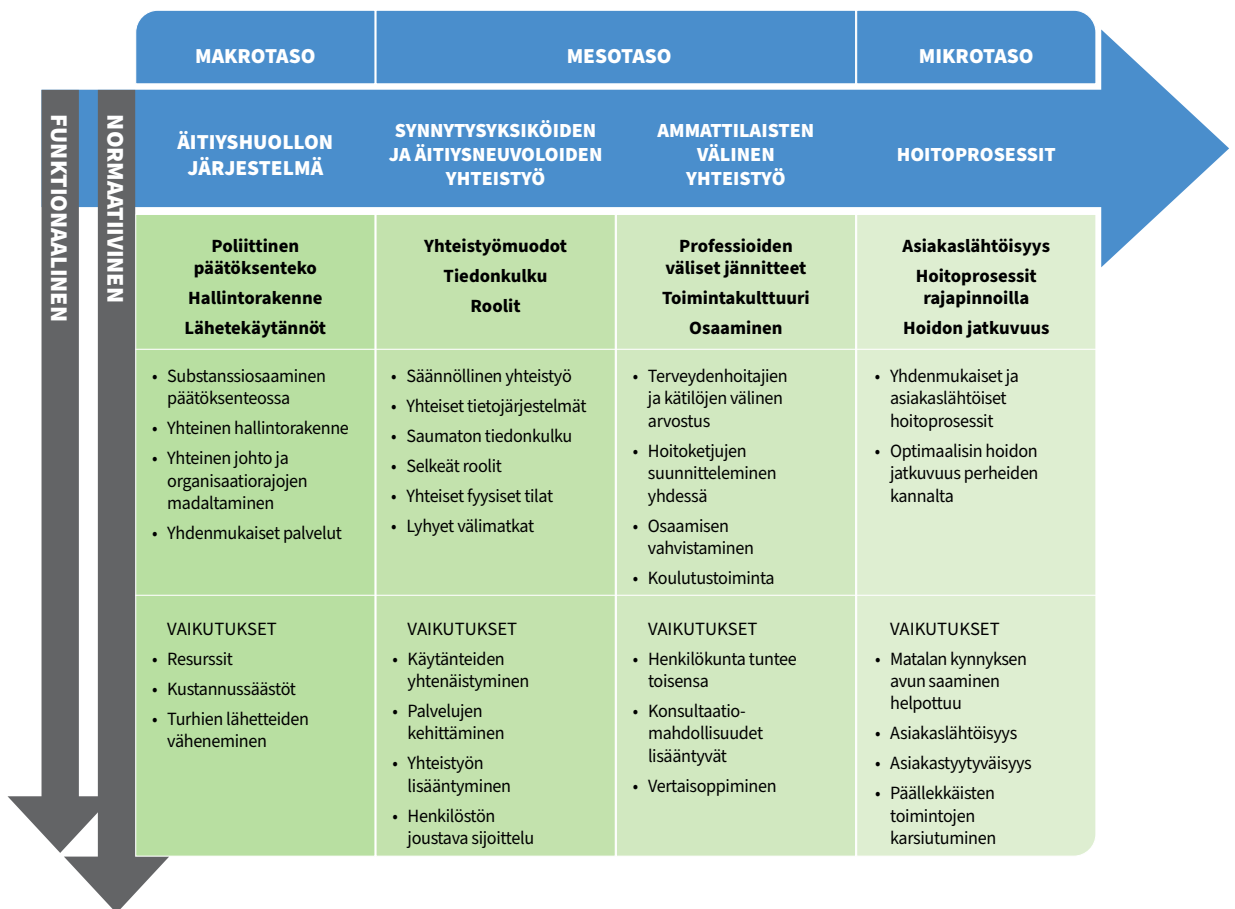 MAKROTASO
MESOTASO
MIKROTASO
FUNKTIONAALINEN
NORMAATIIVINEN
ÄITIYSHUOLLON
JÄRJESTELMÄ
SYNNYTYSYKSIKÖIDEN
JA ÄITIYSNEUVOLOIDEN
YHTEISTYÖ
AMMATTILAISTEN
VÄLINEN
YHTEISTYÖ
HOITOPROSESSIT
Poliittinen
päätöksenteko
Hallintorakenne
Lähetekäytännöt
Yhteistyömuodot
Tiedonkulku
Roolit
Professioiden
väliset jännitteet
Toimintakulttuuri
Osaaminen
Asiakaslähtöisyys
Hoitoprosessit
rajapinnoilla
Hoidon jatkuvuus
• Substanssiosaaminen
päätöksenteossa
• Yhteinen hallintorakenne
• Yhteinen johto ja
organisaatiorajojen
madaltaminen
• Yhdenmukaiset palvelut
• Säännöllinen yhteistyö
• Yhteiset tietojärjestelmät
• Saumaton tiedonkulku
• Selkeät roolit
• Yhteiset fyysiset tilat
• Lyhyet välimatkat
• Terveydenhoitajien
ja kätilöjen välinen
arvostus
• Hoitoketjujen
suunnitteleminen
yhdessä
• Osaamisen
vahvistaminen
• Koulutustoiminta
• Yhdenmukaiset ja
asiakaslähtöiset
hoitoprosessit
• Optimaalisin hoidon
jatkuvuus perheiden
kannalta
VAIKUTUKSET
• Resurssit
• Kustannussäästöt
• Turhien lähetteiden
väheneminen
VAIKUTUKSET
• Käytänteiden
yhtenäistyminen
• Palvelujen
kehittäminen
• Yhteistyön
lisääntyminen
• Henkilöstön
joustava sijoittelu
VAIKUTUKSET
• Henkilökunta tuntee
toisensa
• Konsultaatio-
mahdollisuudet
lisääntyvät
• Vertaisoppiminen
VAIKUTUKSET
• Matalan kynnyksen
avun saaminen
helpottuu
• Asiakaslähtöisyys
• Asiakastyytyväisyys
• Päällekkäisten
toimintojen
karsiutuminen